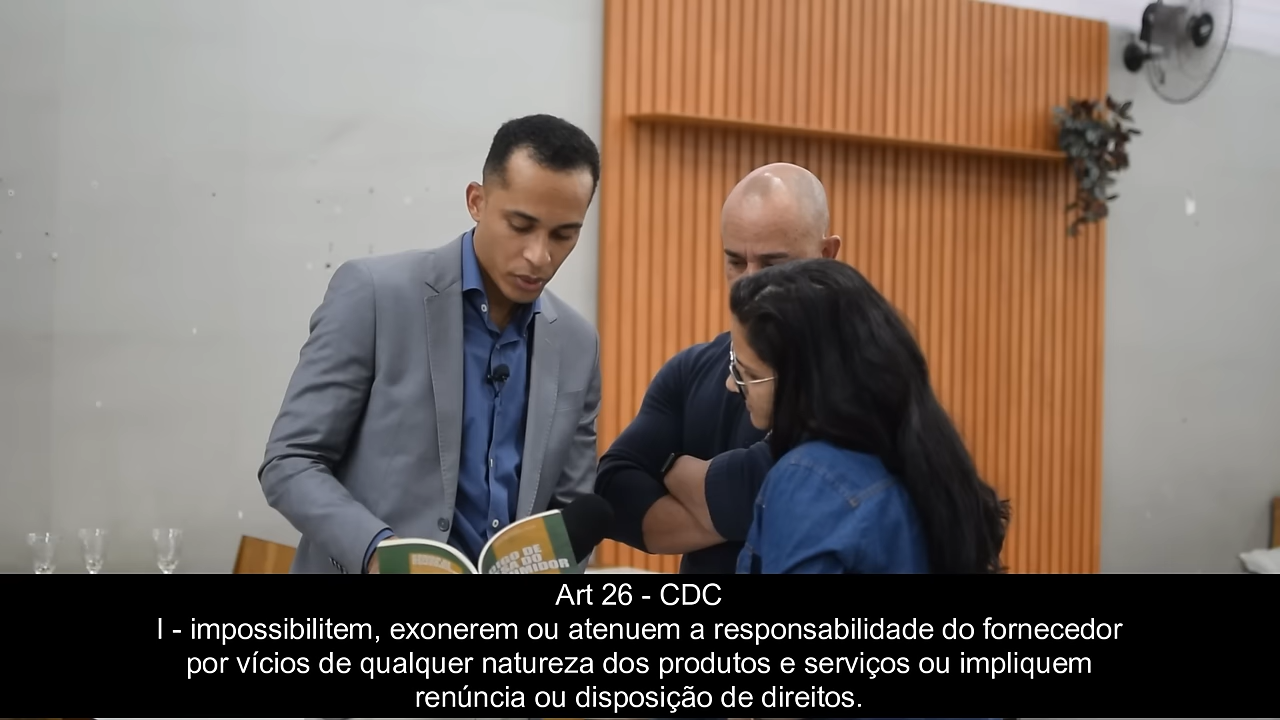 CONSUMIDOR
Art 26 - CDC
I - impossibilitem, exonerem ou atenuem a responsabilidade do fornecedor
por vícios de qualquer natureza dos produtos e serviços ou impliquem
renúncia ou disposição de direitos.